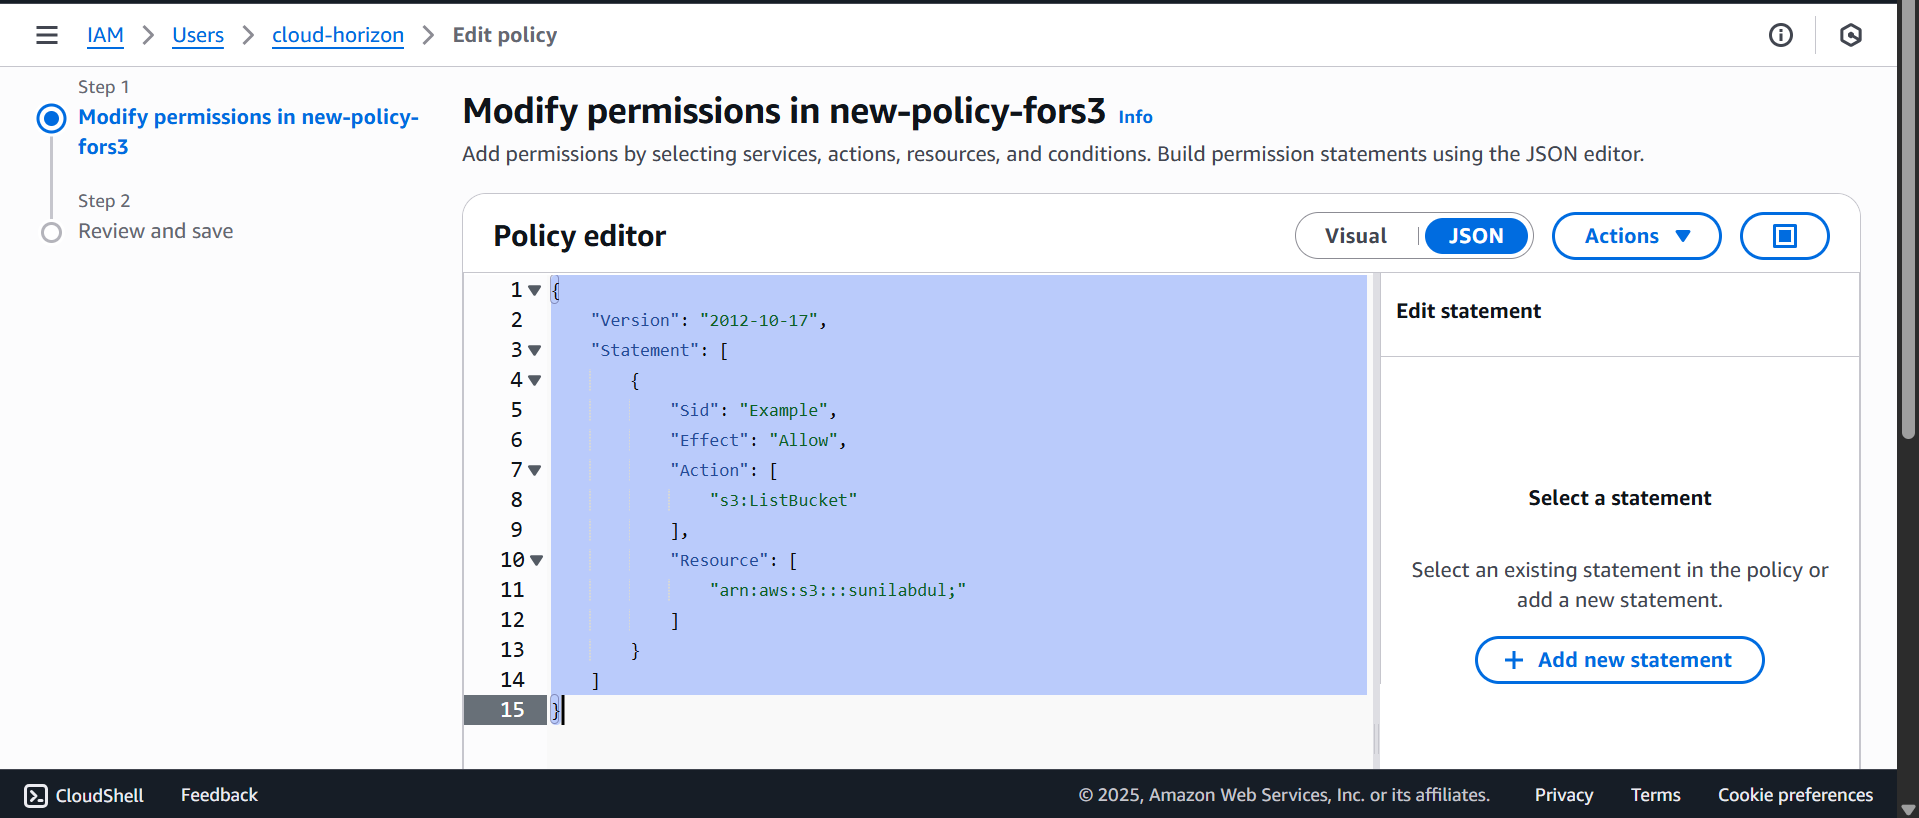 IAM > Users > cloud-horizon > Edit policy
Step 1
Modify permissions in new-policy-
fors3
Step 2
Review and save
Modify permissions in new-policy-fors3 Info
Add permissions by selecting services, actions, resources, and conditions. Build permission statements using the JSON editor.
Policy editor
Visual | JSON
Actions
1 {
2 "Version": "2012-10-17",
3 "Statement": [
4 {
5 "Sid": "Example",
6 "Effect": "Allow",
7 "Action": [
8 "s3:ListBucket"
9 ],
10 "Resource": [
11 "arn:aws:s3:::sunilabdul;"
12 ]
13 }
14 ]
15 }
Edit statement
Select a statement
Select an existing statement in the policy or
add a new statement.
+ Add new statement
CloudShell Feedback © 2025, Amazon Web Services, Inc. or its affiliates. Privacy Terms Cookie preferences